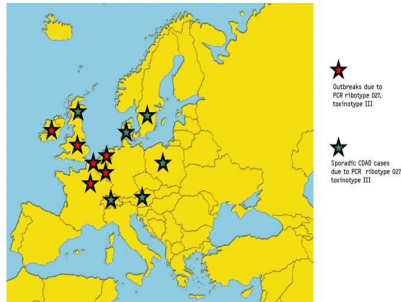 Outbreaks due to
PCR ribotype 027,
toxinotype III
Sporadic CDAD cases
due to PCR ribotype 027
toxinotype III